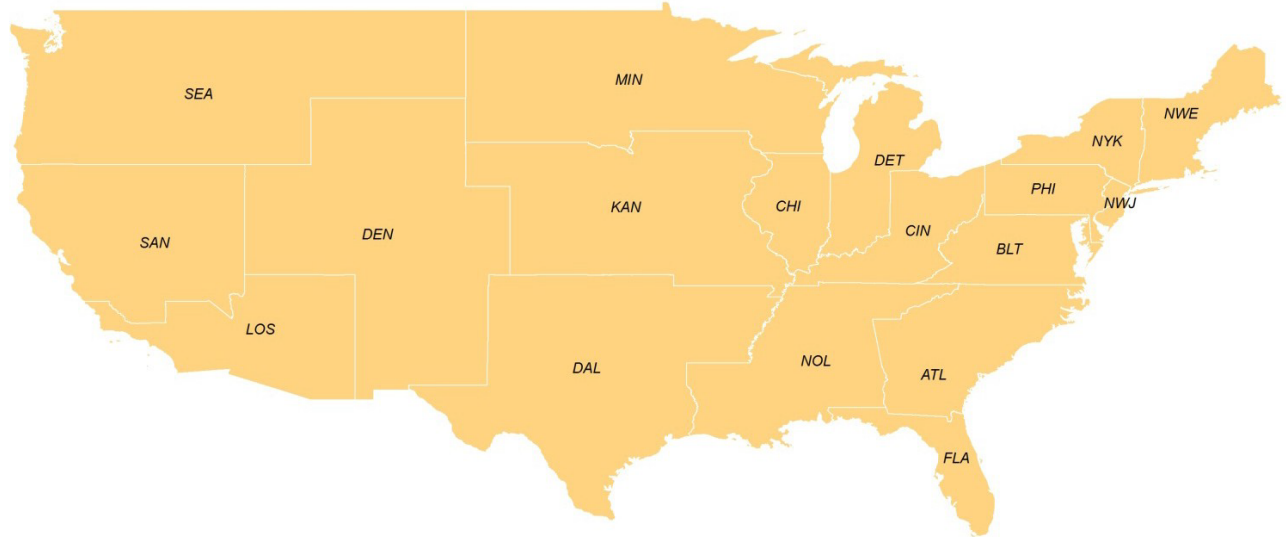 SEA
MIN
NWE
NYK
DET
PHI
NWJ
CHI
KAN
CIN
DEN
SAN
BLT
LOS
NOL
DAL
ATL
FLA